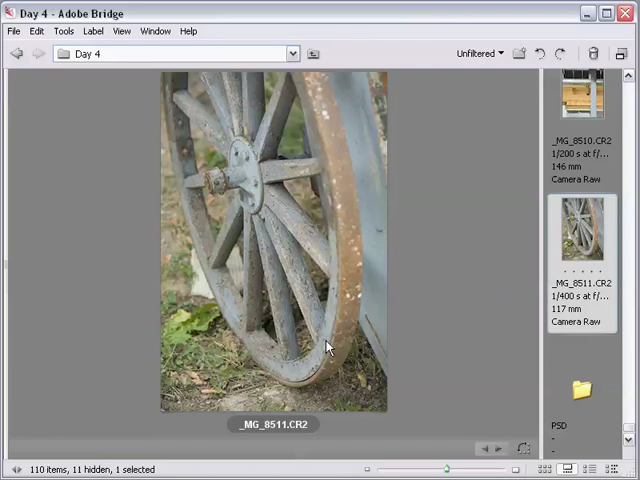 Day 4 - Adobe Bridge
File Edit Tools Label View Window Help
Day 4
Unfiltered
_MG_8510.CR2
1/200 s at f/...
146 mm
Camera Raw
_MG_8511.CR2
1/400 s at f/...
117 mm
Camera Raw
_MG_8511.CR2
PSD
-
-
110 items, 11 hidden, 1 selected